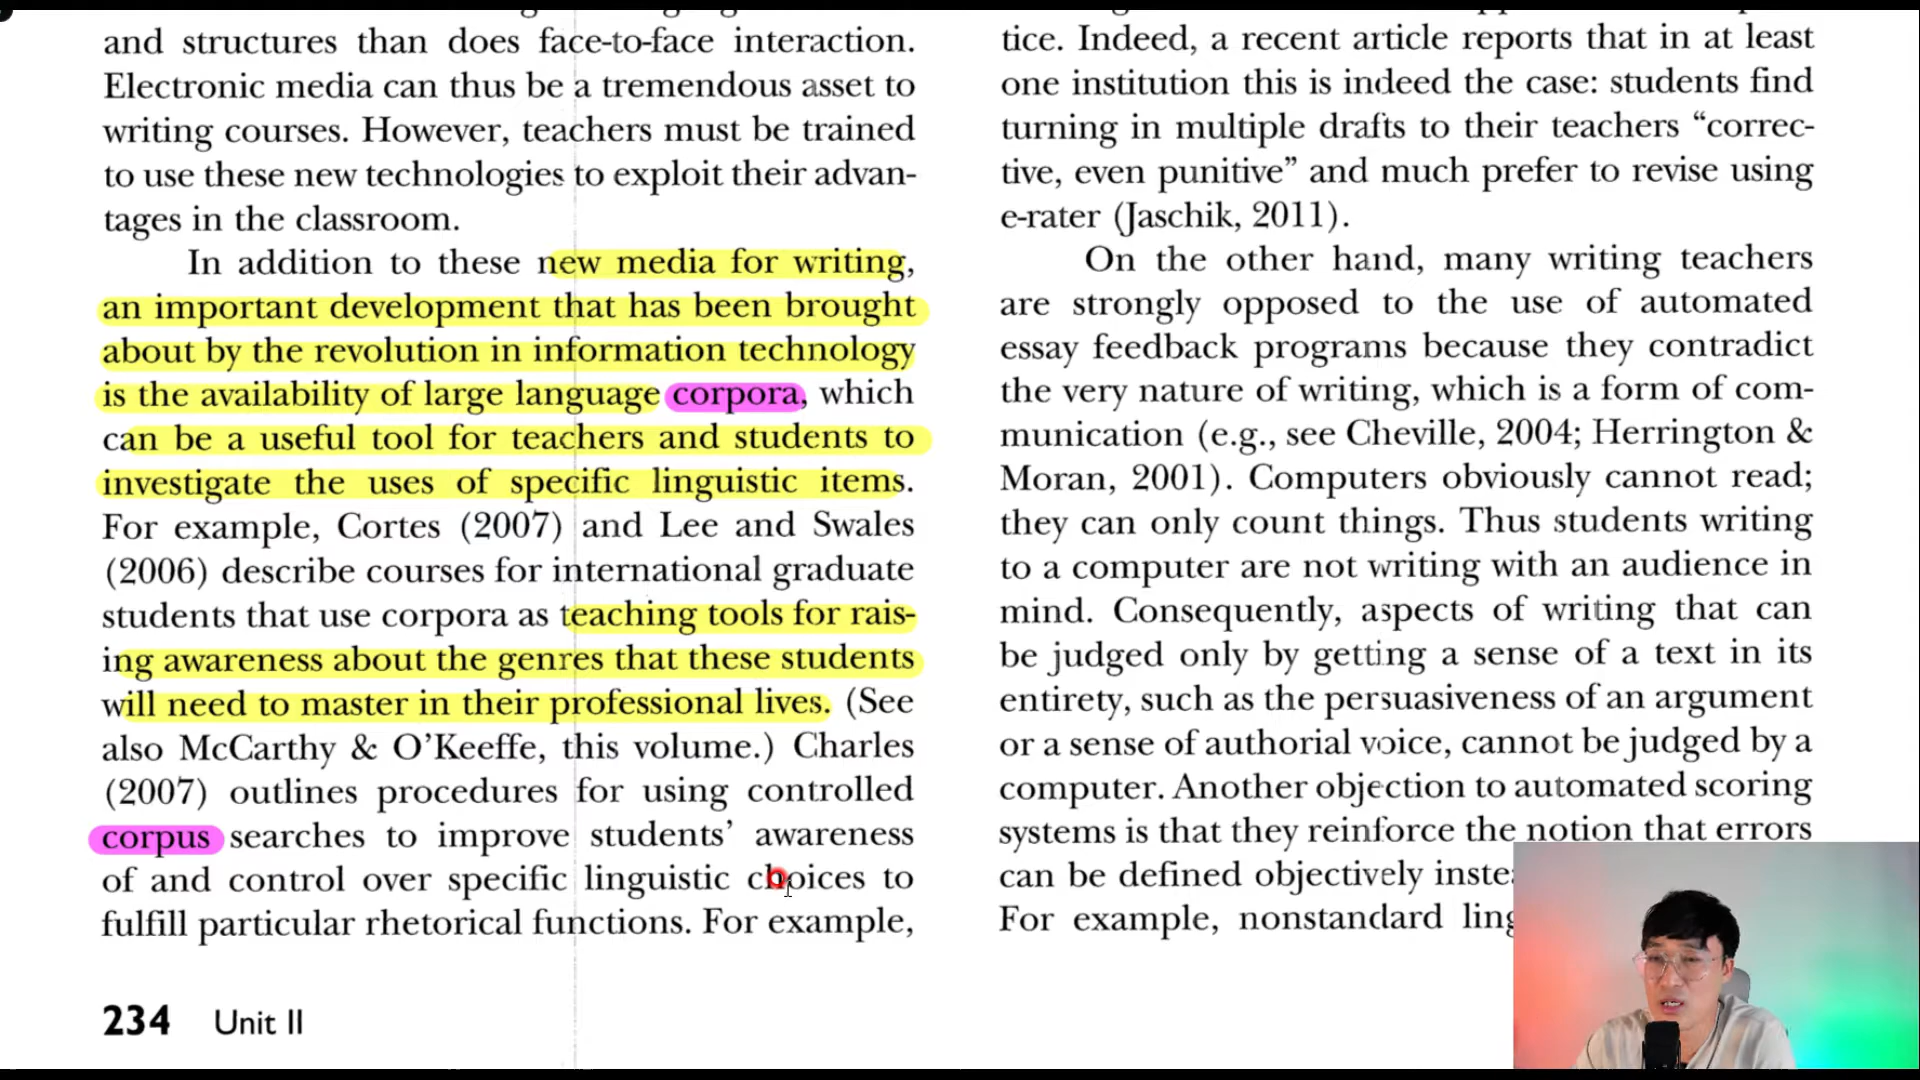 and structures than does face-to-face interaction.
Electronic media can thus be a tremendous asset to
writing courses. However, teachers must be trained
to use these new technologies to exploit their advan-
tages in the classroom.
In addition to these new media for writing,
an important development that has been brought
about by the revolution in information technology
is the availability of large language corpora, which
can be a useful tool for teachers and students to
investigate the uses of specific linguistic items.
For example, Cortes (2007) and Lee and Swales
(2006) describe courses for international graduate
students that use corpora as teaching tools for rais-
ing awareness about the genres that these students
will need to master in their professional lives. (See
also McCarthy & O’Keeffe, this volume.) Charles
(2007) outlines procedures for using controlled
corpus searches to improve students’ awareness
of and control over specific linguistic choices to
fulfill particular rhetorical functions. For example,
234 Unit II
tice. Indeed, a recent article reports that in at least
one institution this is indeed the case: students find
turning in multiple drafts to their teachers “correc-
tive, even punitive” and much prefer to revise using
e-rater (Jaschik, 2011).
On the other hand, many writing teachers
are strongly opposed to the use of automated
essay feedback programs because they contradict
the very nature of writing, which is a form of com-
munication (e.g., see Cheville, 2004; Herrington &
Moran, 2001). Computers obviously cannot read;
they can only count things. Thus students writing
to a computer are not writing with an audience in
mind. Consequently, aspects of writing that can
be judged only by getting a sense of a text in its
entirety, such as the persuasiveness of an argument
or a sense of authorial voice, cannot be judged by a
computer. Another objection to automated scoring
systems is that they reinforce the notion that errors
can be defined objectively
For example, nonstandard